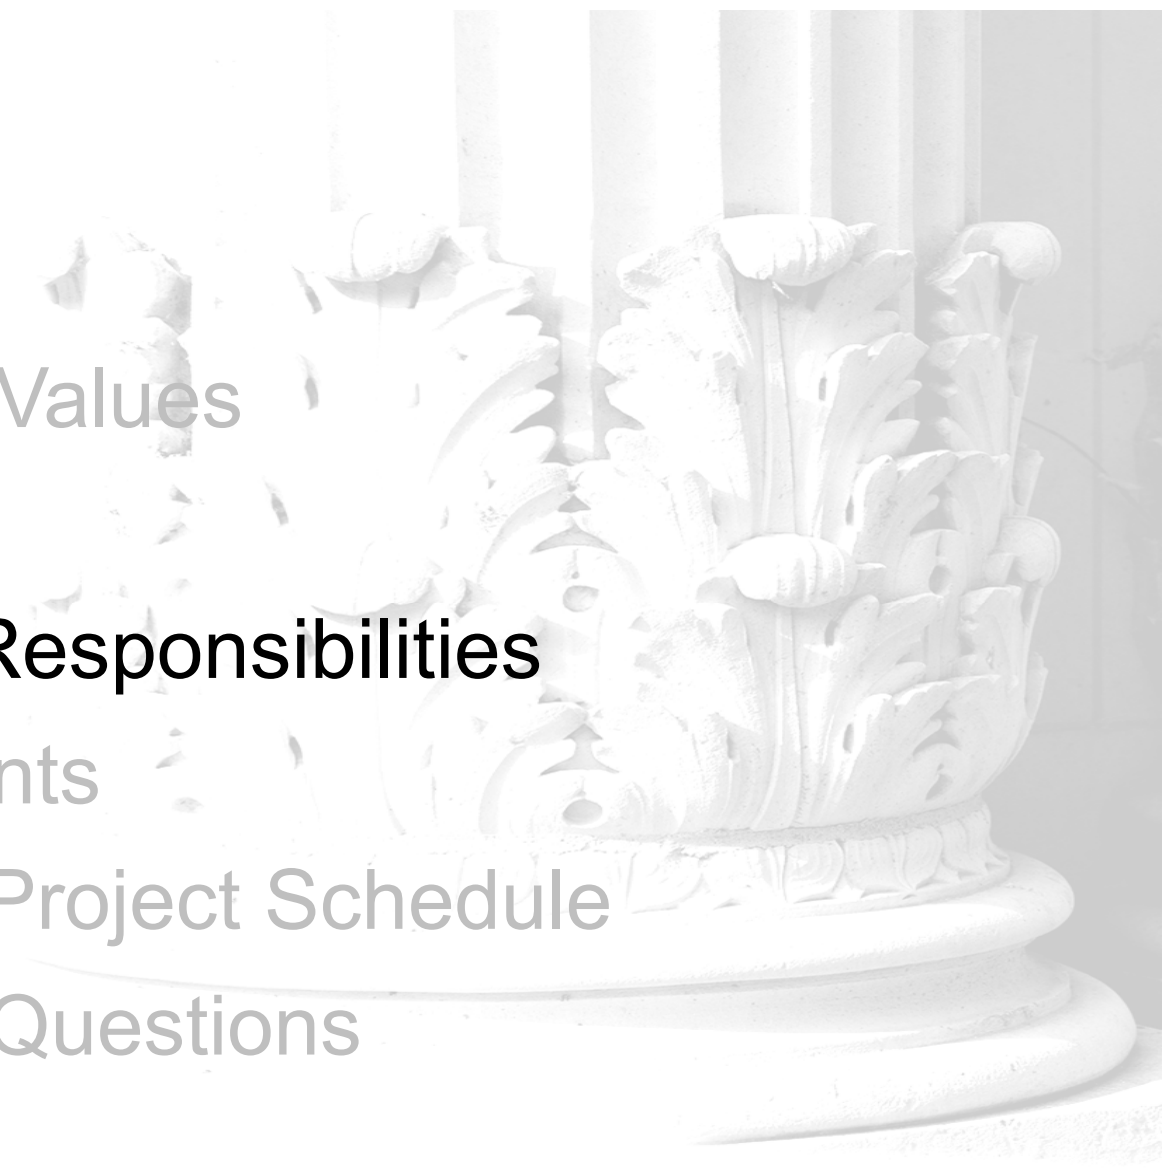 Values
Responsibilities
nts
Project Schedule
Questions